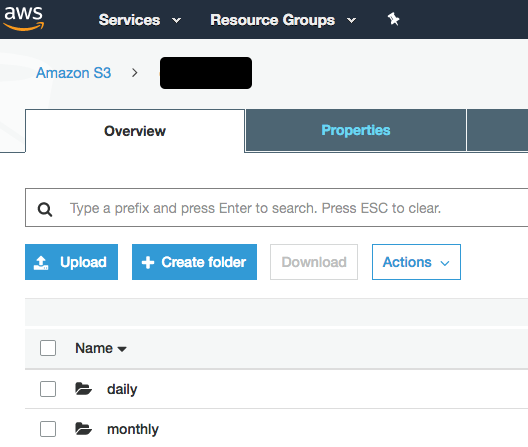 aws Services Resource Groups
Amazon S3 >
Overview Properties
Type a prefix and press Enter to search. Press ESC to clear.
Upload + Create folder Download Actions
Name
daily
monthly